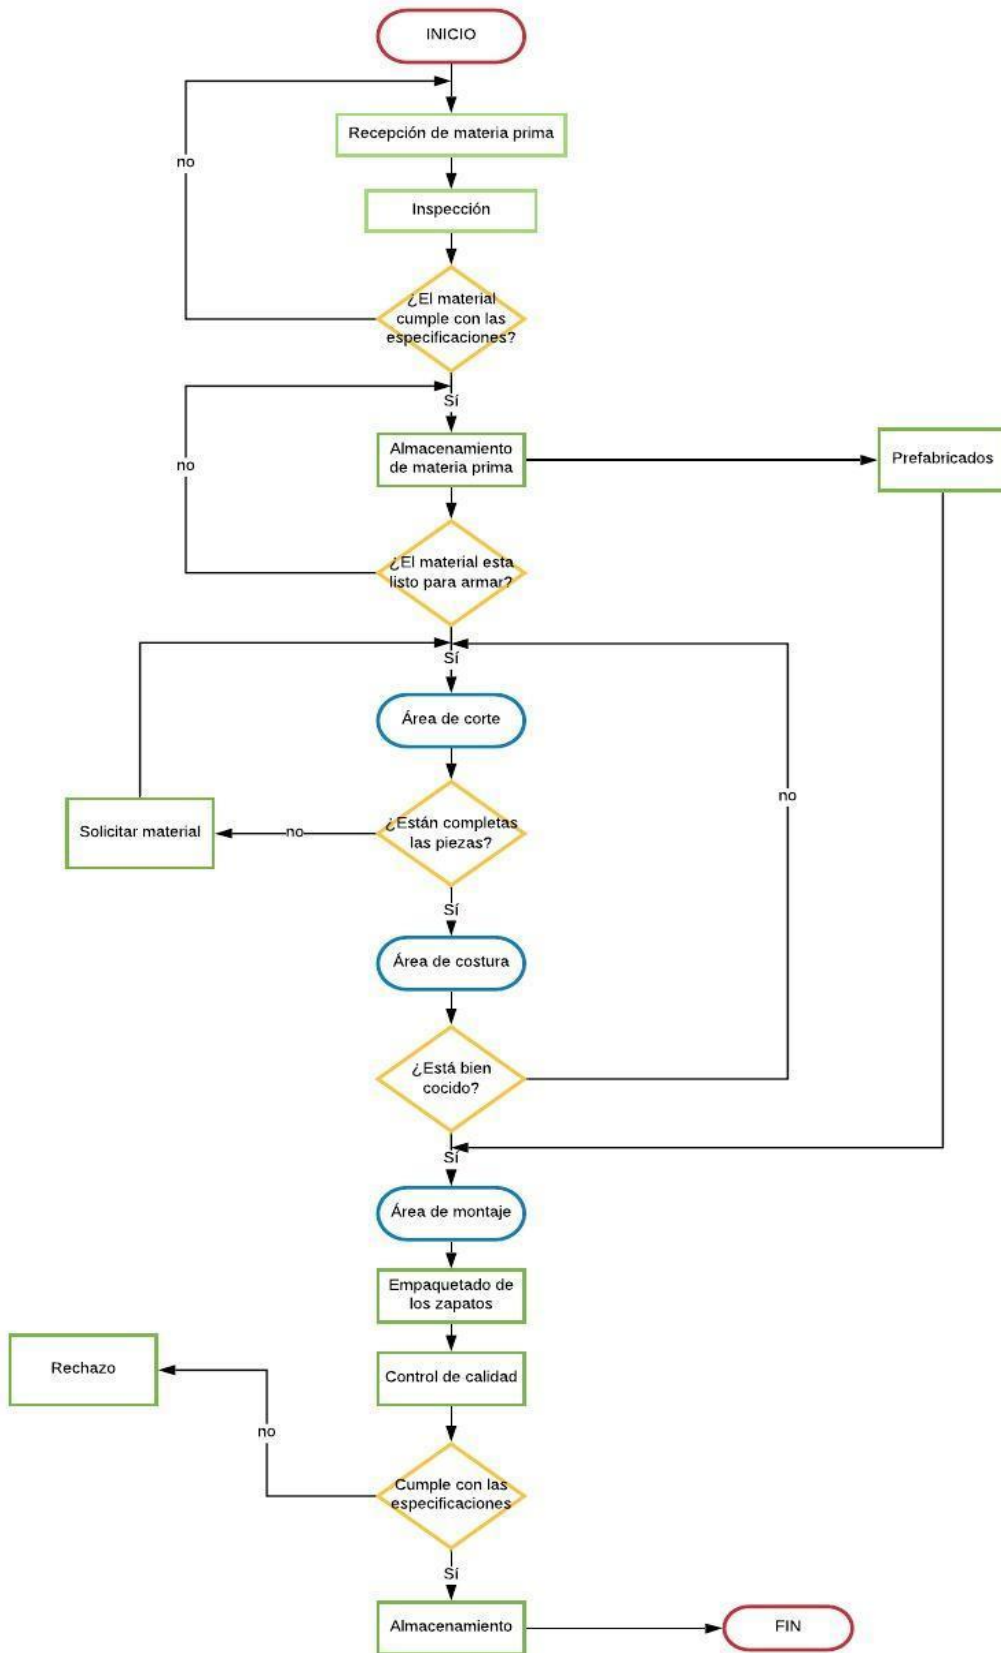 INICIO
no
Recepción de materia prima
Inspección
¿El material
cumple con las
especificaciones?
Sí
no
Almacenamiento
de materia prima
Prefabricados
¿El material esta
listo para armar?
Sí
Área de corte
no
Solicitar material
no
¿Están completas
las piezas?
Sí
Área de costura
¿Está bien
cocido?
Sí
Área de montaje
Empaquetado de
los zapatos
Rechazo
Control de calidad
no
Cumple con las
especificaciones
Sí
Almacenamiento
FIN